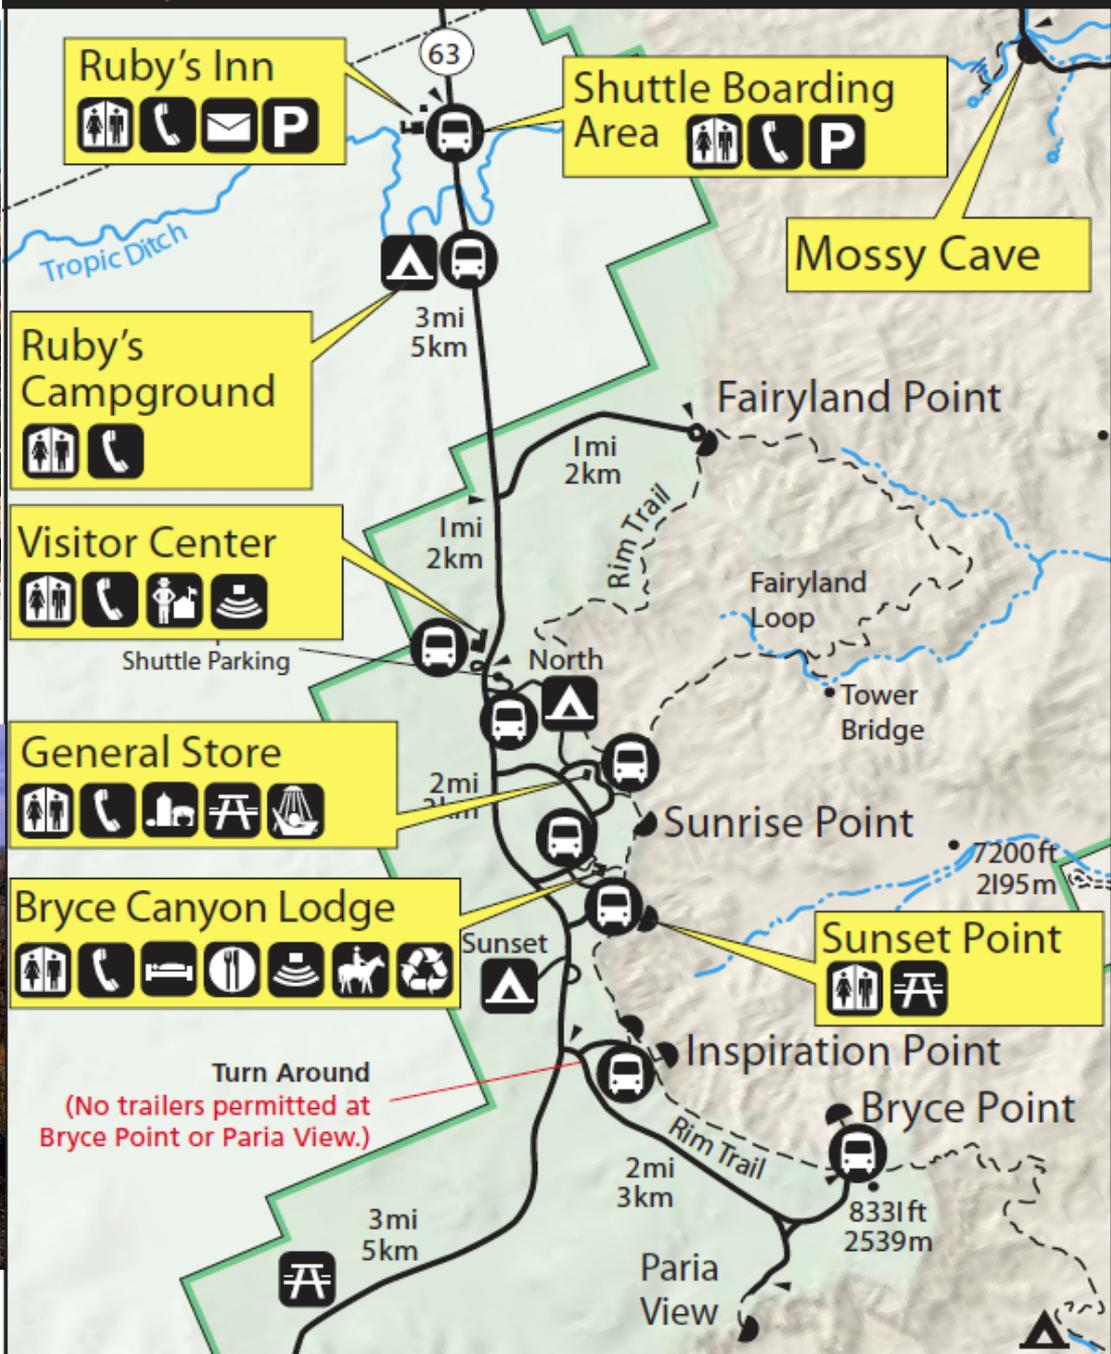 63
Ruby's Inn
P
Shuttle Boarding
Area
P
Mossy Cave
Tropic Ditch
3mi
5km
Ruby's
Campground
Fairyland Point
1mi
2km
Rim Trail
1mi
2km
Visitor Center
Fairyland
Loop
Shuttle Parking
North
Tower
Bridge
General Store
2mi
Sunrise Point
7200ft
2195m
Bryce Canyon Lodge
Sunset
Sunset Point
Inspiration Point
Turn Around
(No trailers permitted at
Bryce Point or Paria View.)
Bryce Point
Rim Trail
2mi
3km
8331ft
2539m
3mi
5km
Paria
View